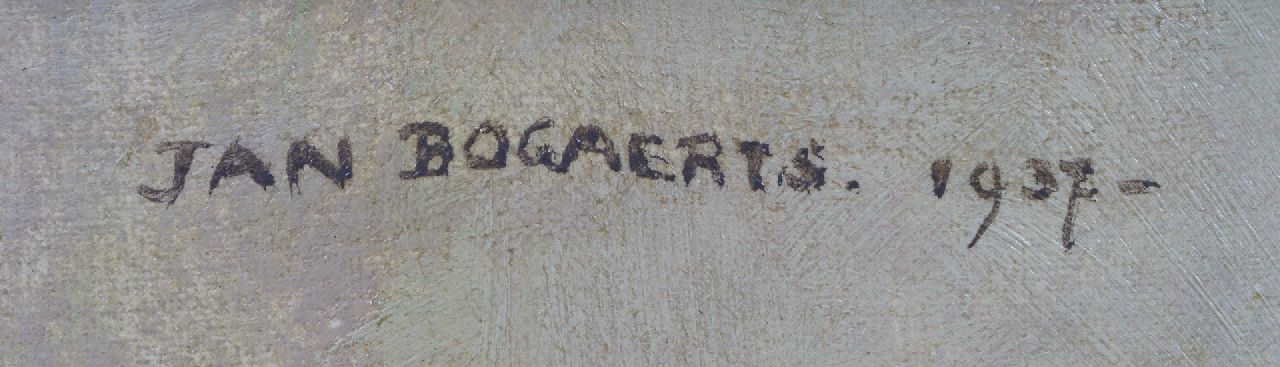 JAN BOGAERTS. 1937-